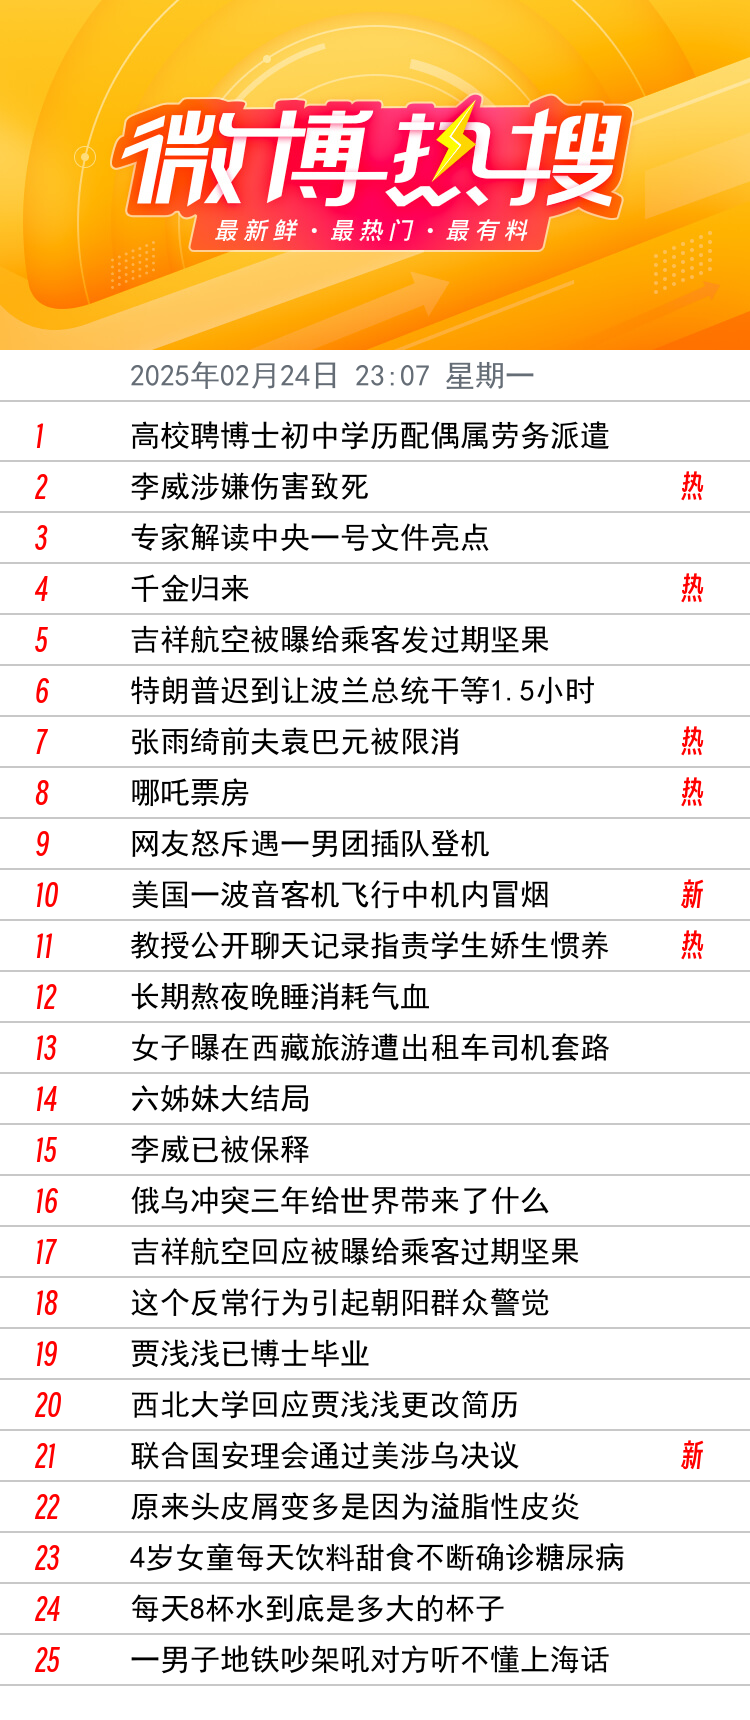 微博热搜
最新鲜·最热门·最有料
2025年02月24日 23:07 星期一
1 高校聘博士初中学历配偶属劳务派遣
2 李威涉嫌伤害致死 热
3 专家解读中央一号文件亮点
4 千金归来 热
5 吉祥航空被曝给乘客发过期坚果
6 特朗普迟到让波兰总统干等1.5小时
7 张雨绮前夫袁巴元被限消 热
8 哪吒票房 热
9 网友怒斥遇一男团插队登机
10 美国一波音客机飞行中机内冒烟 新
11 教授公开聊天记录指责学生娇生惯养 热
12 长期熬夜晚睡消耗气血
13 女子曝在西藏旅游遭出租车司机套路
14 六姊妹大结局
15 李威已被保释
16 俄乌冲突三年给世界带来了什么
17 吉祥航空回应被曝给乘客过期坚果
18 这个反常行为引起朝阳群众警觉
19 贾浅浅已博士毕业
20 西北大学回应贾浅浅更改简历
21 联合国安理会通过美涉乌决议 新
22 原来头皮屑变多是因为溢脂性皮炎
23 4岁女童每天饮料甜食不断确诊糖尿病
24 每天8杯水到底是多大的杯子
25 一男子地铁吵架吼对方听不懂上海话